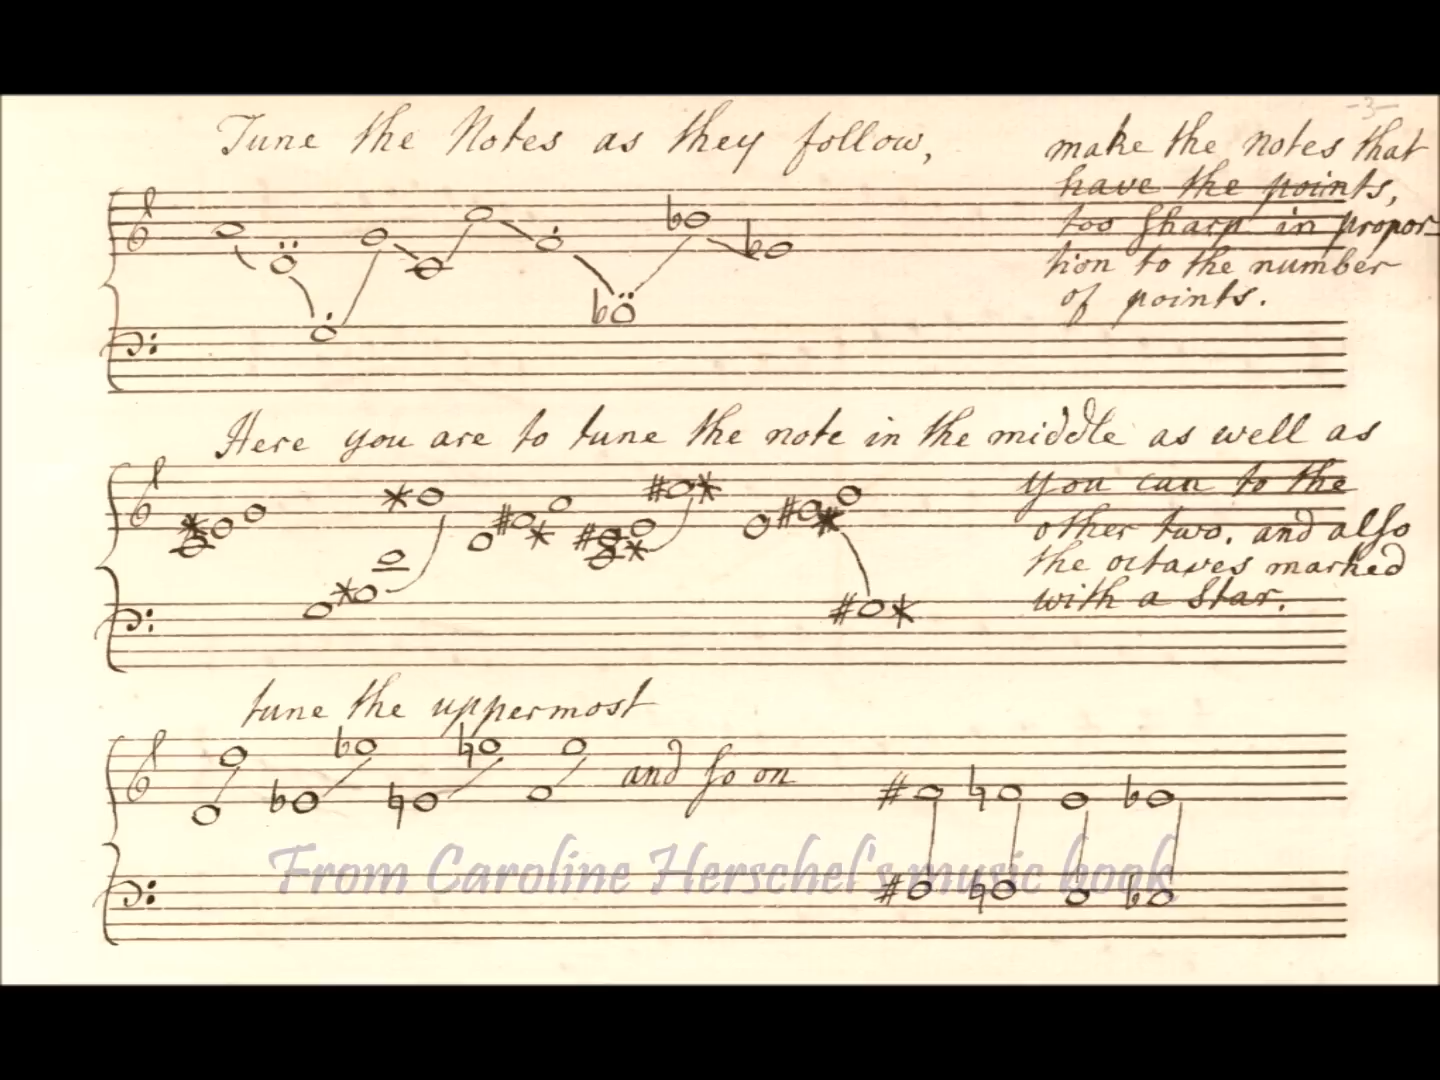 -3-
Tune the Notes as they follow,
make the notes that
have the points,
too sharp in propor-
tion to the number
of points.
Here you are to tune the note in the middle as well as
you can to the
other two. and also
the octaves marked
with a star.
tune the uppermost
and so on
From Caroline Herschel's music book